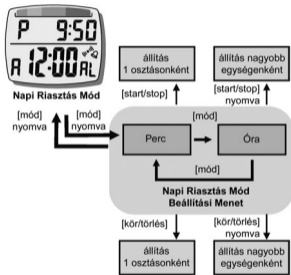 P 9:50
A 12:00 AL
Napi Riasztás Mód
[mód]
nyomva
[mód]
nyomva
állítás
1 osztásonként
állítás nagyobb
egységenként
[start/stop]
[start/stop]
nyomva
[mód]
Perc
Óra
[mód]
Napi Riasztás Mód
Beállítási Menet
[kör/törlés]
[kör/törlés]
nyomva
állítás
1 osztásonként
állítás nagyobb
egységenként